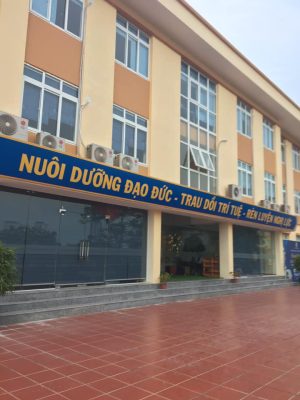 NUÔI DƯỠNG ĐẠO ĐỨC - TRAU DỒI TRÍ TUỆ - RÈN LUYỆN NGHỊ LỰC